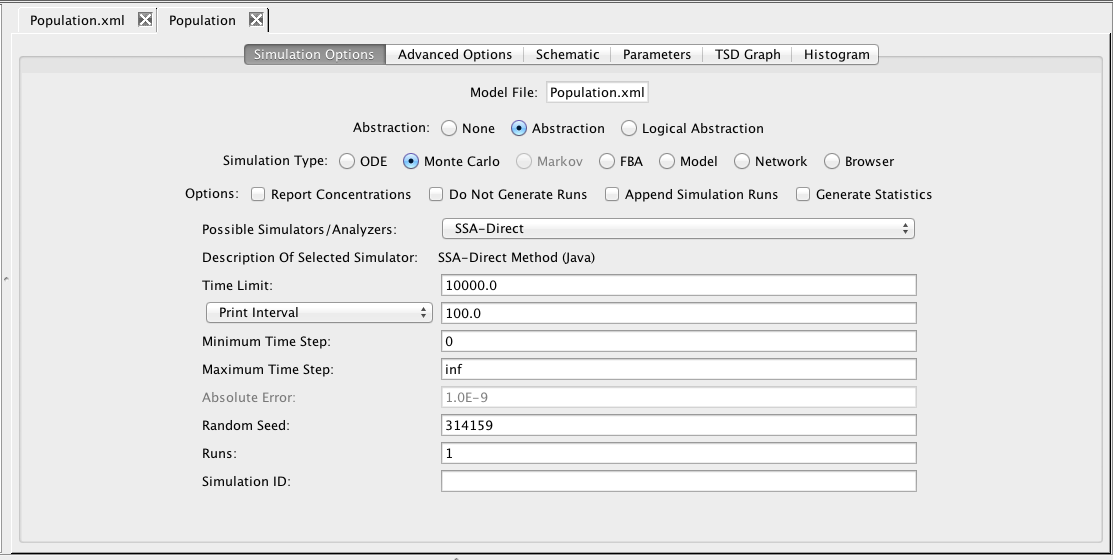 Population.xml Population
Simulation Options Advanced Options Schematic Parameters TSD Graph Histogram
Model File: Population.xml
Abstraction: None Abstraction Logical Abstraction
Simulation Type: ODE Monte Carlo Markov FBA Model Network Browser
Options: Report Concentrations Do Not Generate Runs Append Simulation Runs Generate Statistics
Possible Simulators/Analyzers: SSA-Direct
Description Of Selected Simulator: SSA-Direct Method (Java)
Time Limit: 10000.0
Print Interval 100.0
Minimum Time Step: 0
Maximum Time Step: inf
Absolute Error: 1.0E-9
Random Seed: 314159
Runs: 1
Simulation ID: